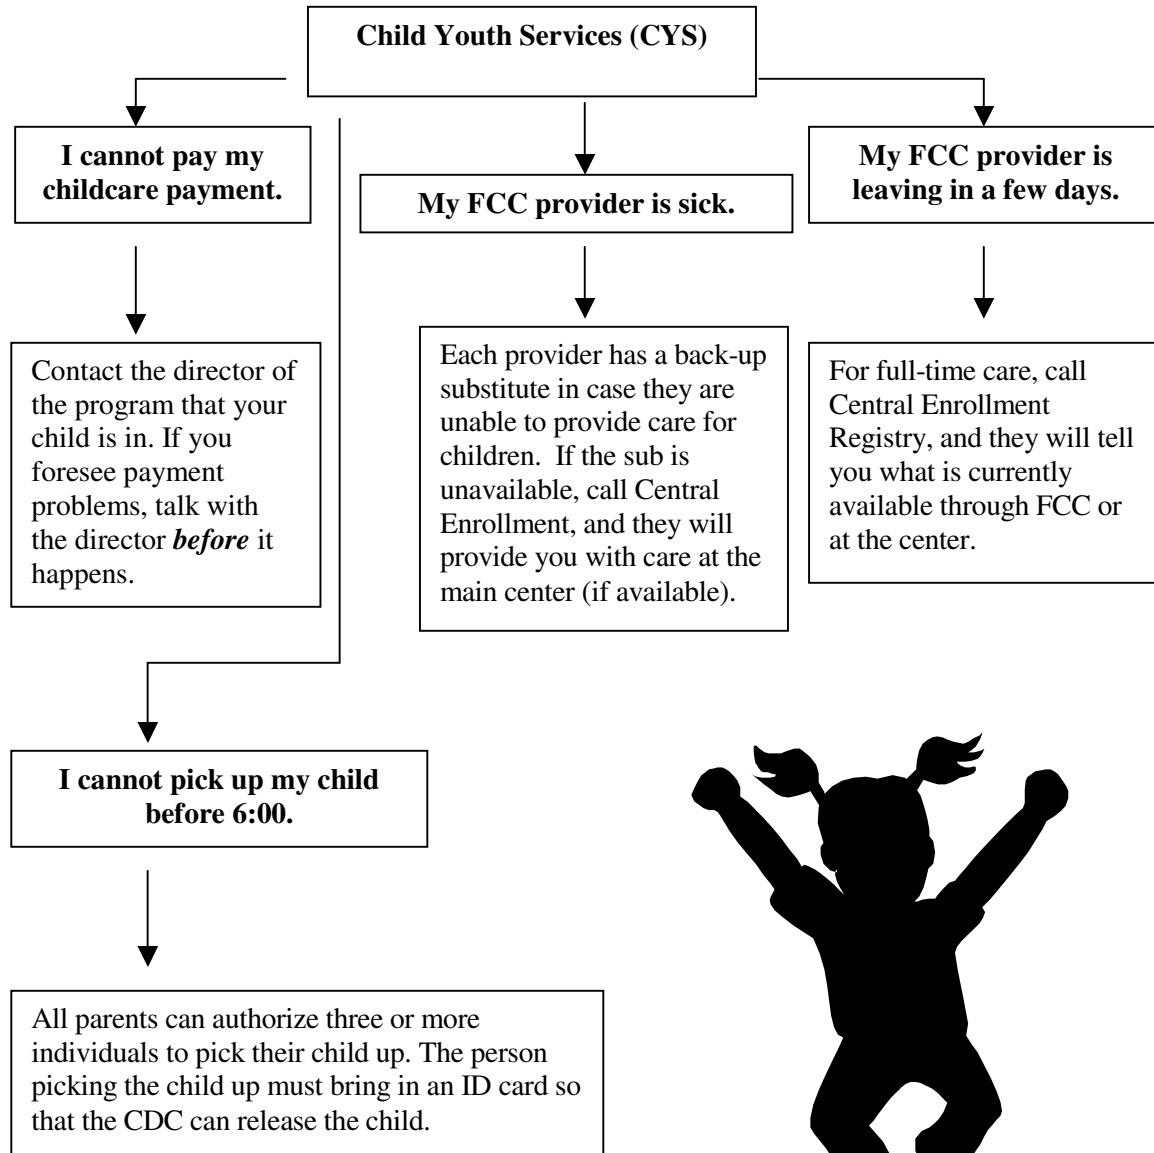 Child Youth Services (CYS)
I cannot pay my
childcare payment.
My FCC provider is sick.
My FCC provider is
leaving in a few days.
Contact the director of
the program that your
child is in. If you
foresee payment
problems, talk with
the director before it
happens.
Each provider has a back-up
substitute in case they are
unable to provide care for
children.  If the sub is
unavailable, call Central
Enrollment, and they will
provide you with care at the
main center (if available).
For full-time care, call
Central Enrollment
Registry, and they will tell
you what is currently
available through FCC or
at the center.
I cannot pick up my child
before 6:00.
All parents can authorize three or more
individuals to pick their child up. The person
picking the child up must bring in an ID card so
that the CDC can release the child.